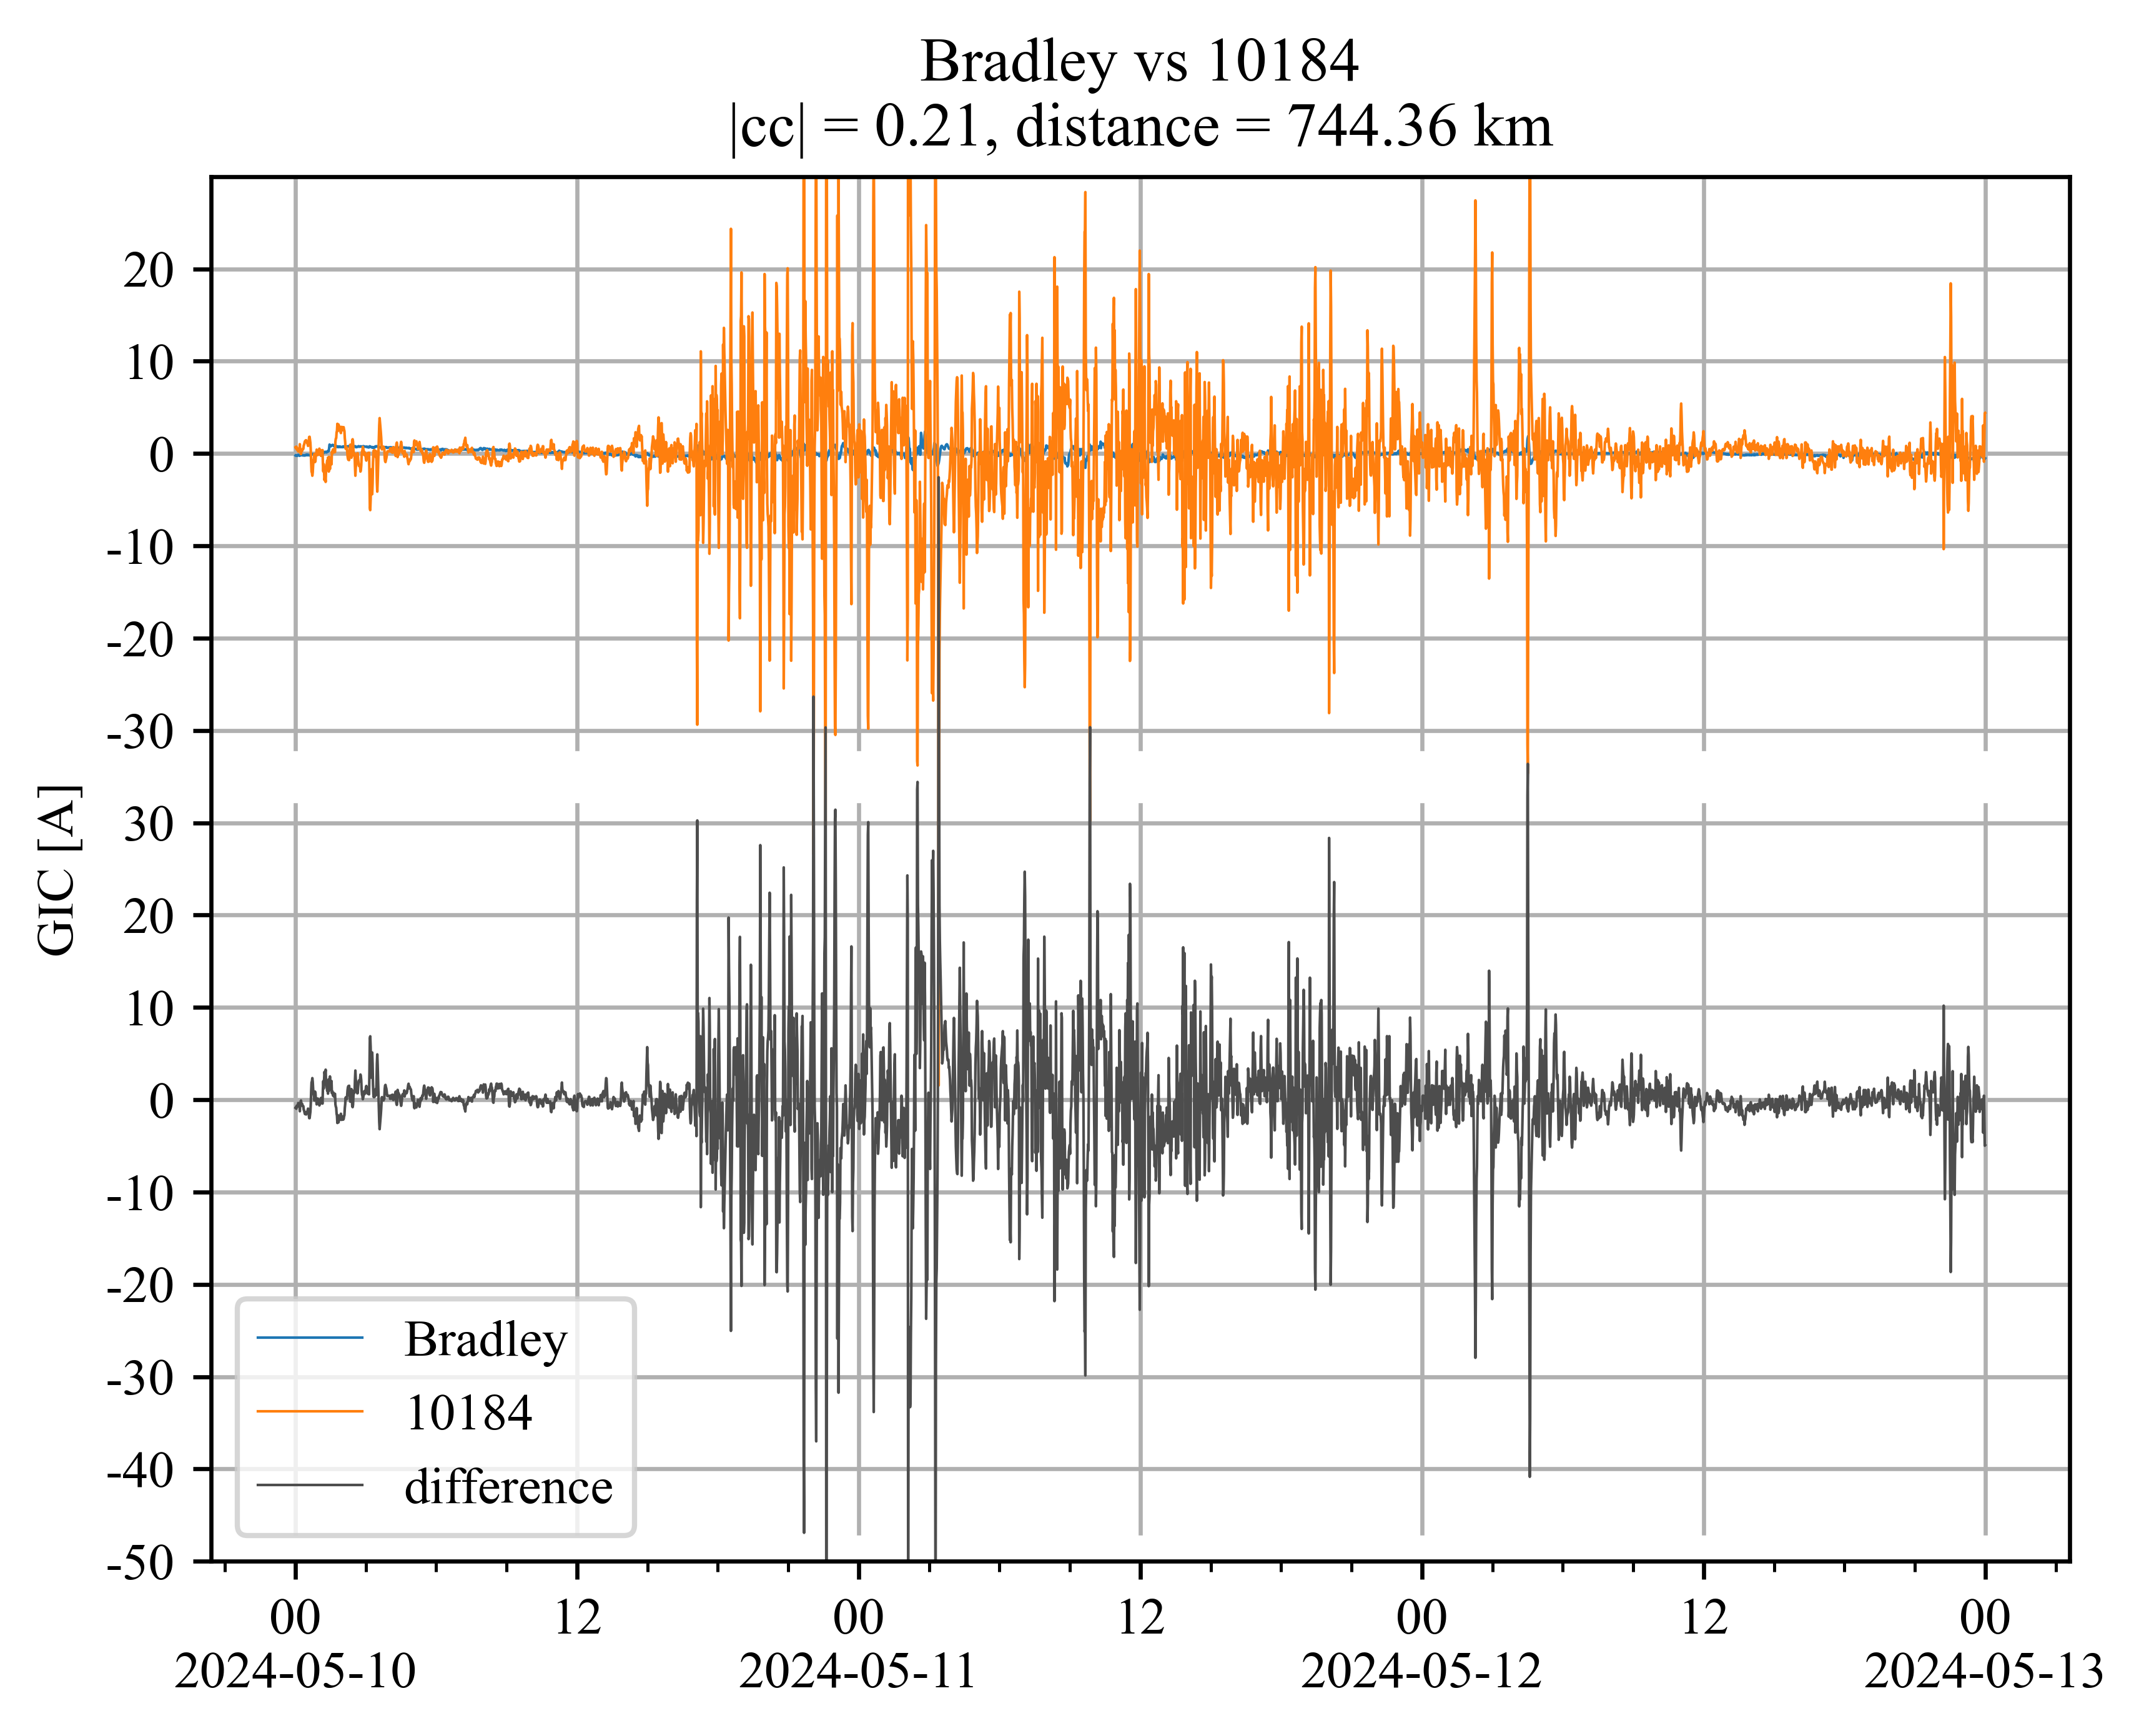 Bradley vs 10184
|cc| = 0.21, distance = 744.36 km
20
10
0
-10
-20
-30
30
20
10
0
-10
-20
-30
-40
-50
GIC [A]
Bradley
10184
difference
00 12 00 12 00 12 00
2024-05-10 2024-05-11 2024-05-12 2024-05-13